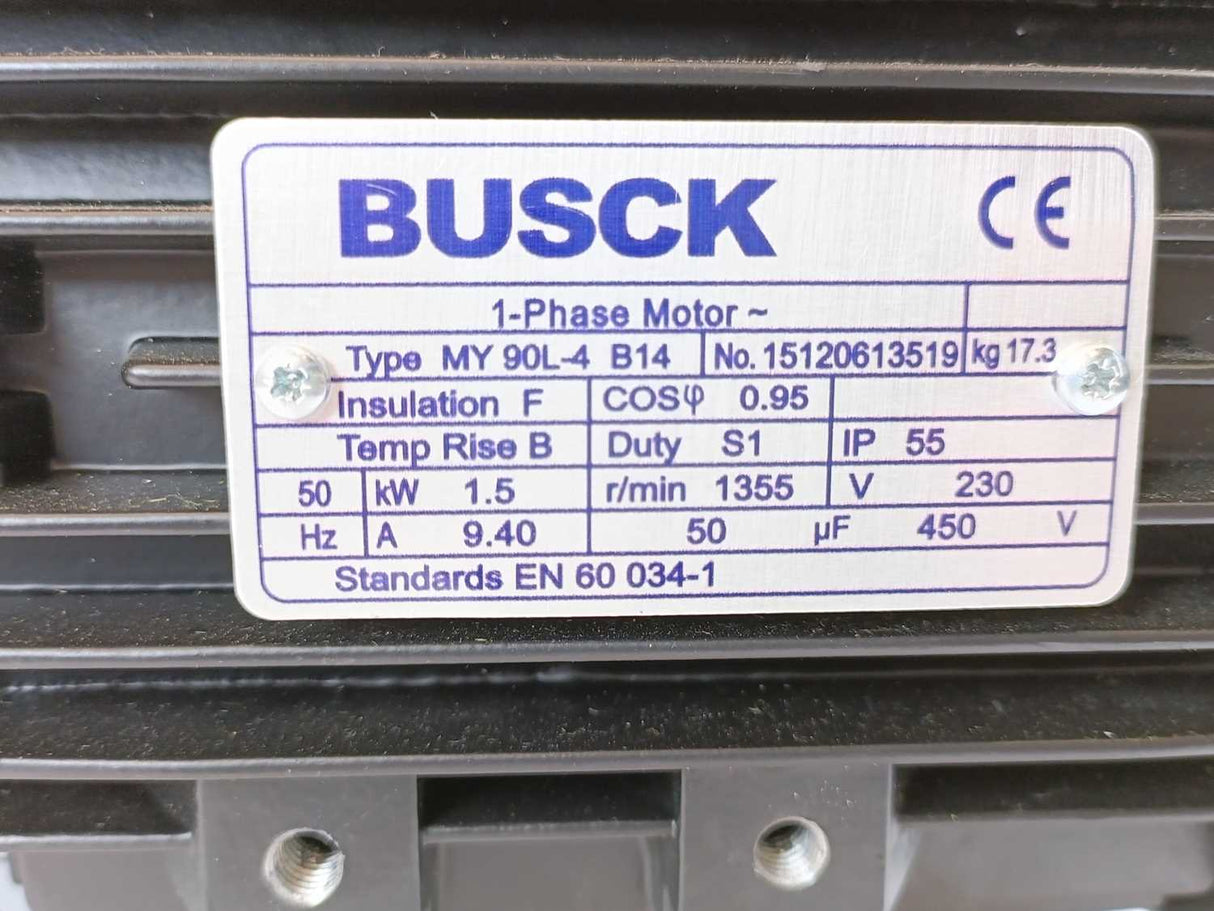 BUSCK CE
1-Phase Motor ~
Type MY 90L-4 B14 No. 15120613519 kg 17.3
Insulation F COSφ 0.95
Temp Rise B Duty S1 IP 55
50 kW 1.5 r/min 1355 V 230
Hz A 9.40 50 µF 450 V
Standards EN 60 034-1